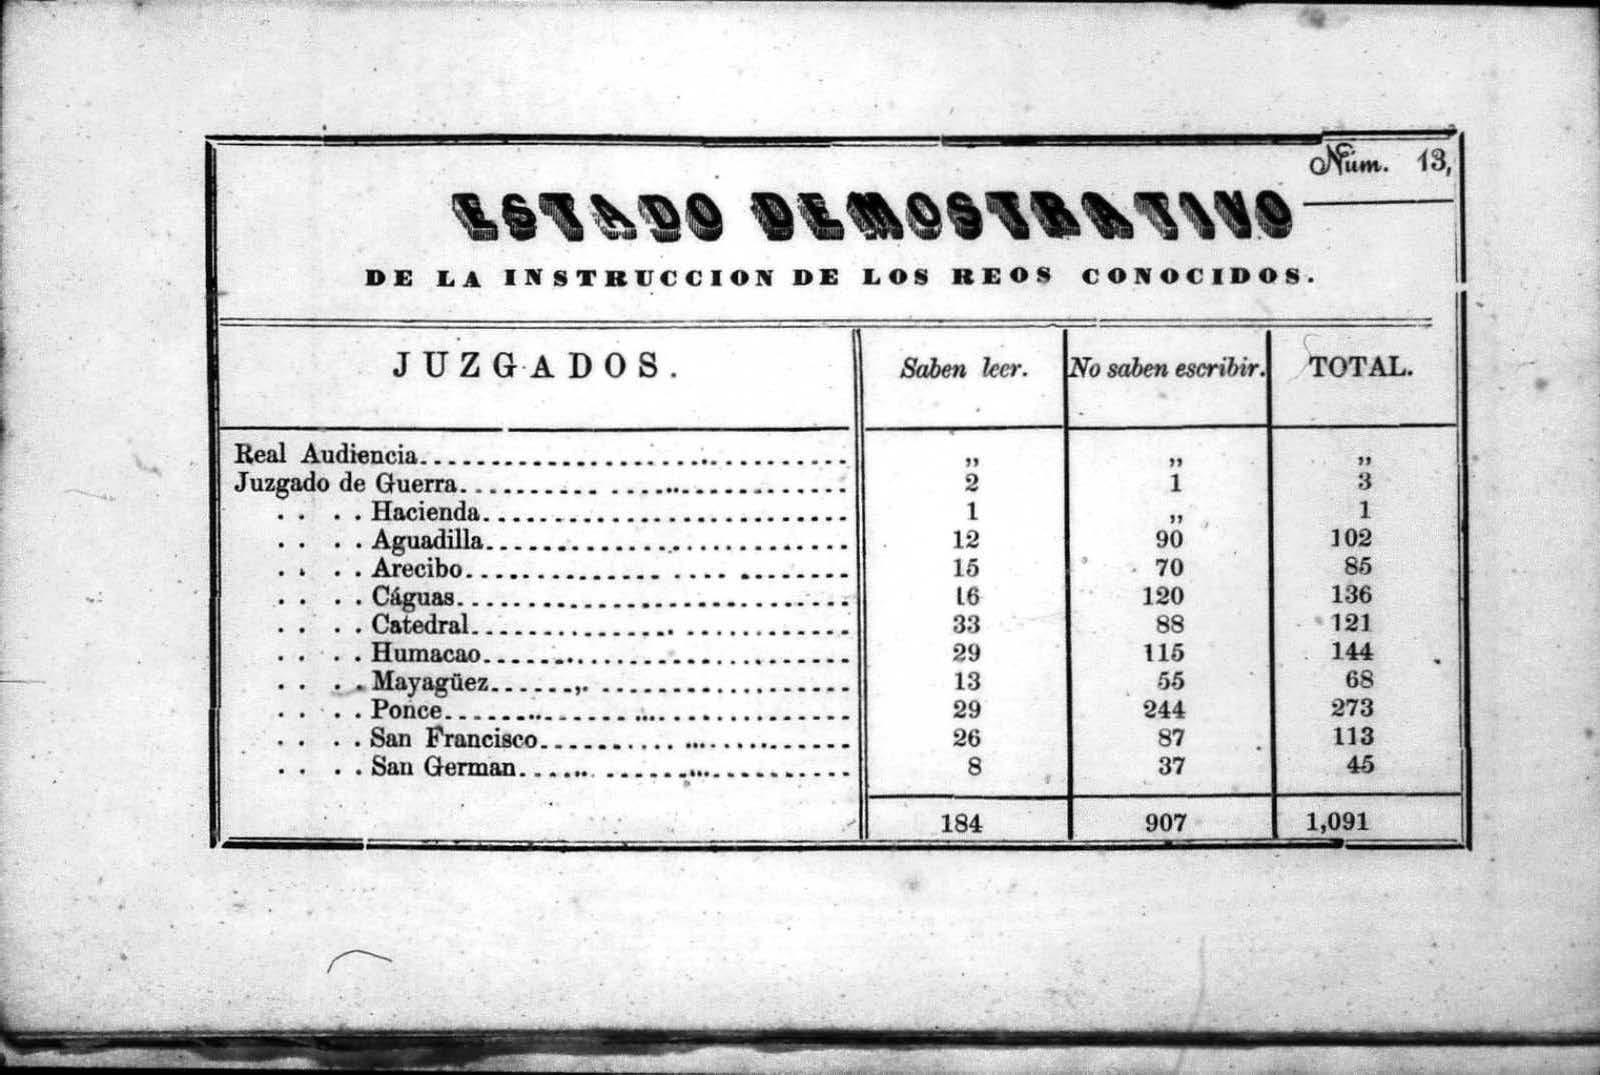 Núm. 13,
ESTADO DEMOSTRATIVO
DE LA INSTRUCCION DE LOS REOS CONOCIDOS.
JUZGADOS. Saben leer. No saben escribir. TOTAL.
Real Audiencia „ „ „
Juzgado de Guerra 2 1 3
. . . . Hacienda 1 „ 1
. . . . Aguadilla 12 90 102
. . . . Arecibo 15 70 85
. . . . Cáguas 16 120 136
. . . . Catedral 33 88 121
. . . . Humacao 29 115 144
. . . . Mayagüez 13 55 68
. . . . Ponce 29 244 273
. . . . San Francisco 26 87 113
. . . . San German 8 37 45
184 907 1,091